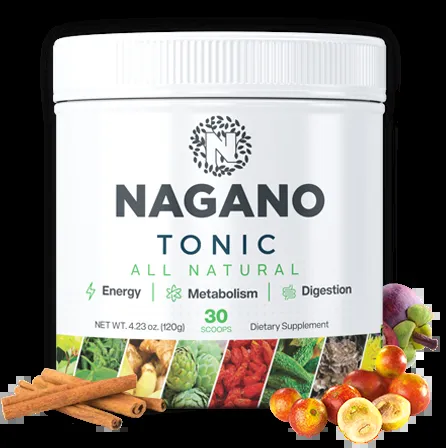 N
NAGANO
TONIC
ALL NATURAL
Energy | Metabolism | Digestion
NET WT. 4.23 oz. (120g)
30
SCOOPS
Dietary Supplement